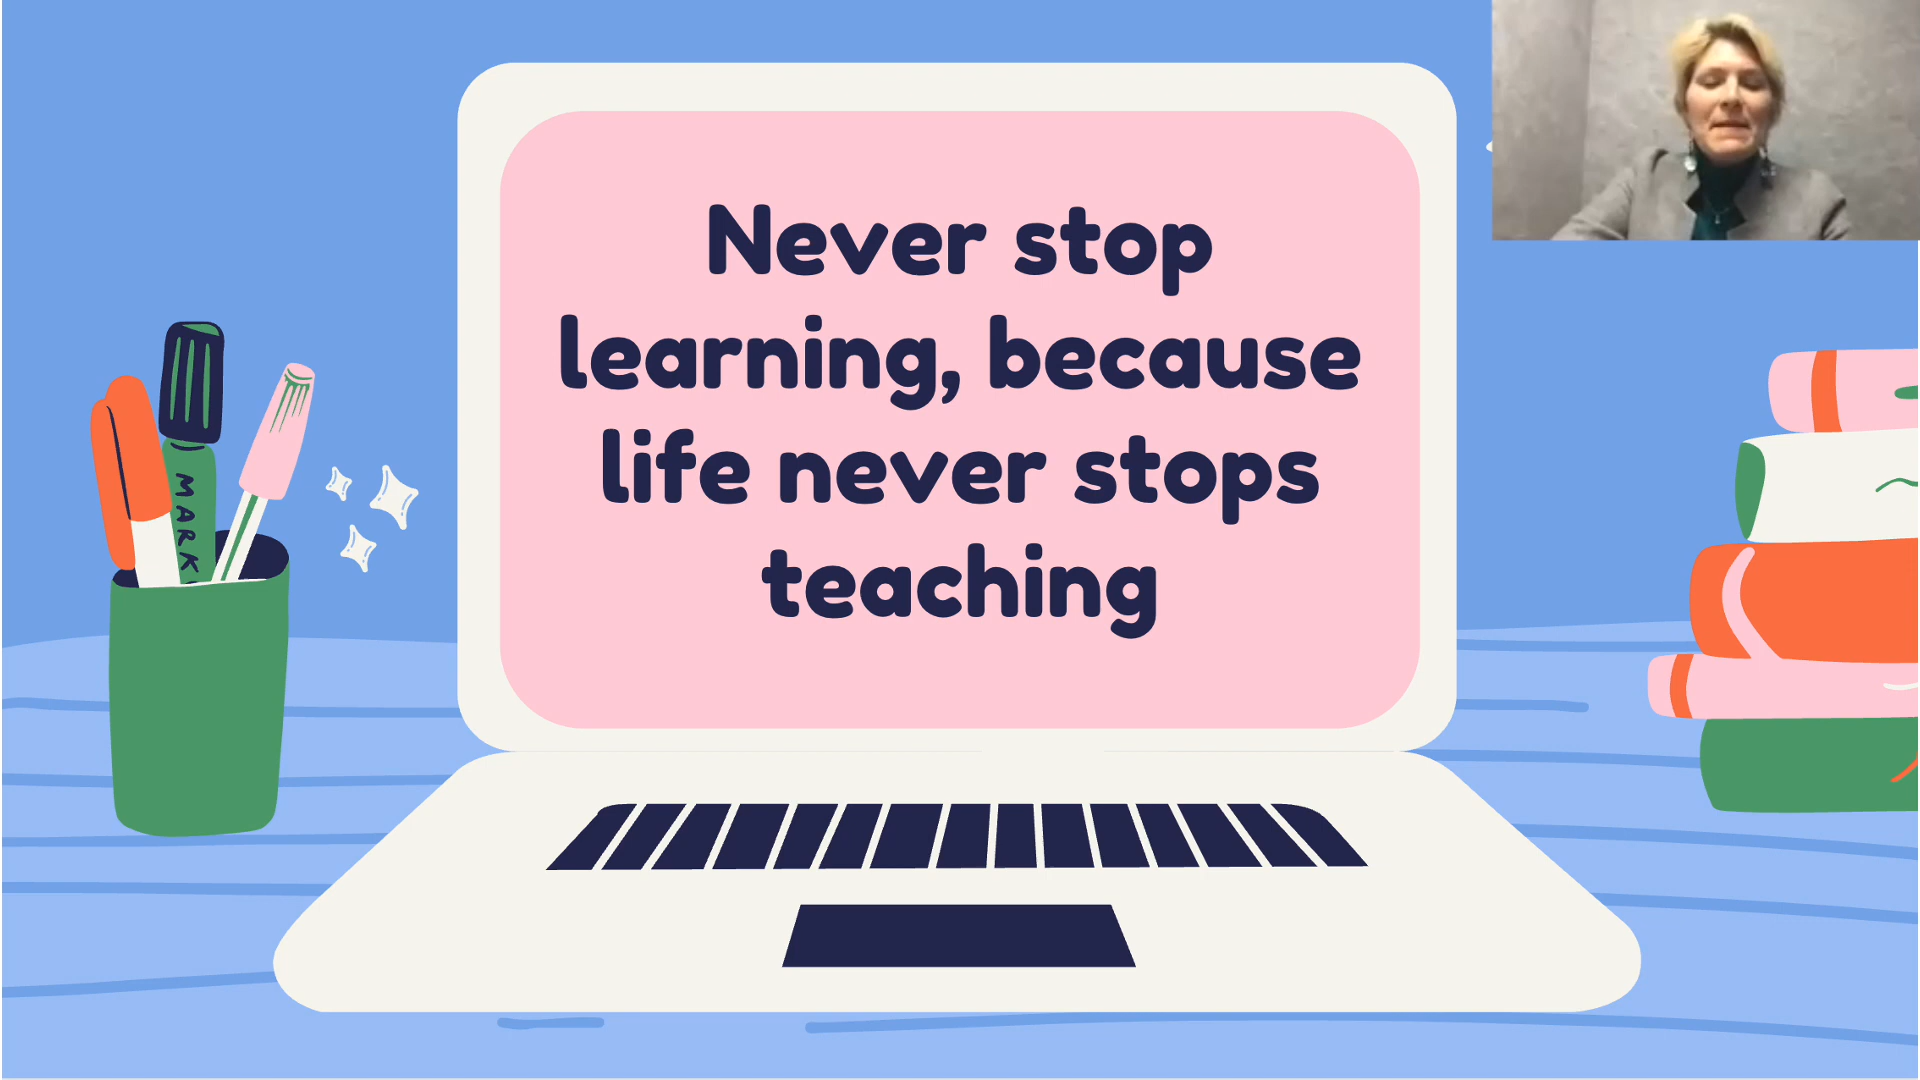 Never stop
learning, because
life never stops
teaching
MARK